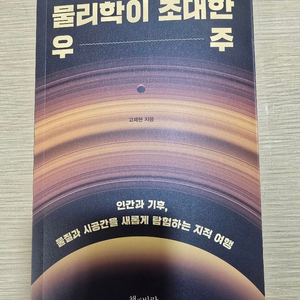 물리학이 초대한
우 주
고재현 지음
인간과 기후,
물질과 시공간을 새롭게 탐험하는 지적 여행